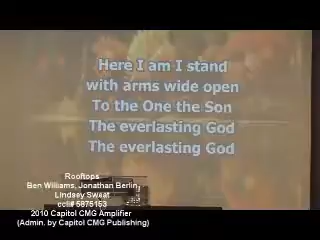 Here I am I stand
with arms wide open
To the One the Son
The everlasting God
The everlasting God
Rooftops
Ben Williams, Jonathan Berlin,
Lindsey Sweat
ccli# 5875153
2010 Capitol CMG Amplifier
(Admin. by Capitol CMG Publishing)